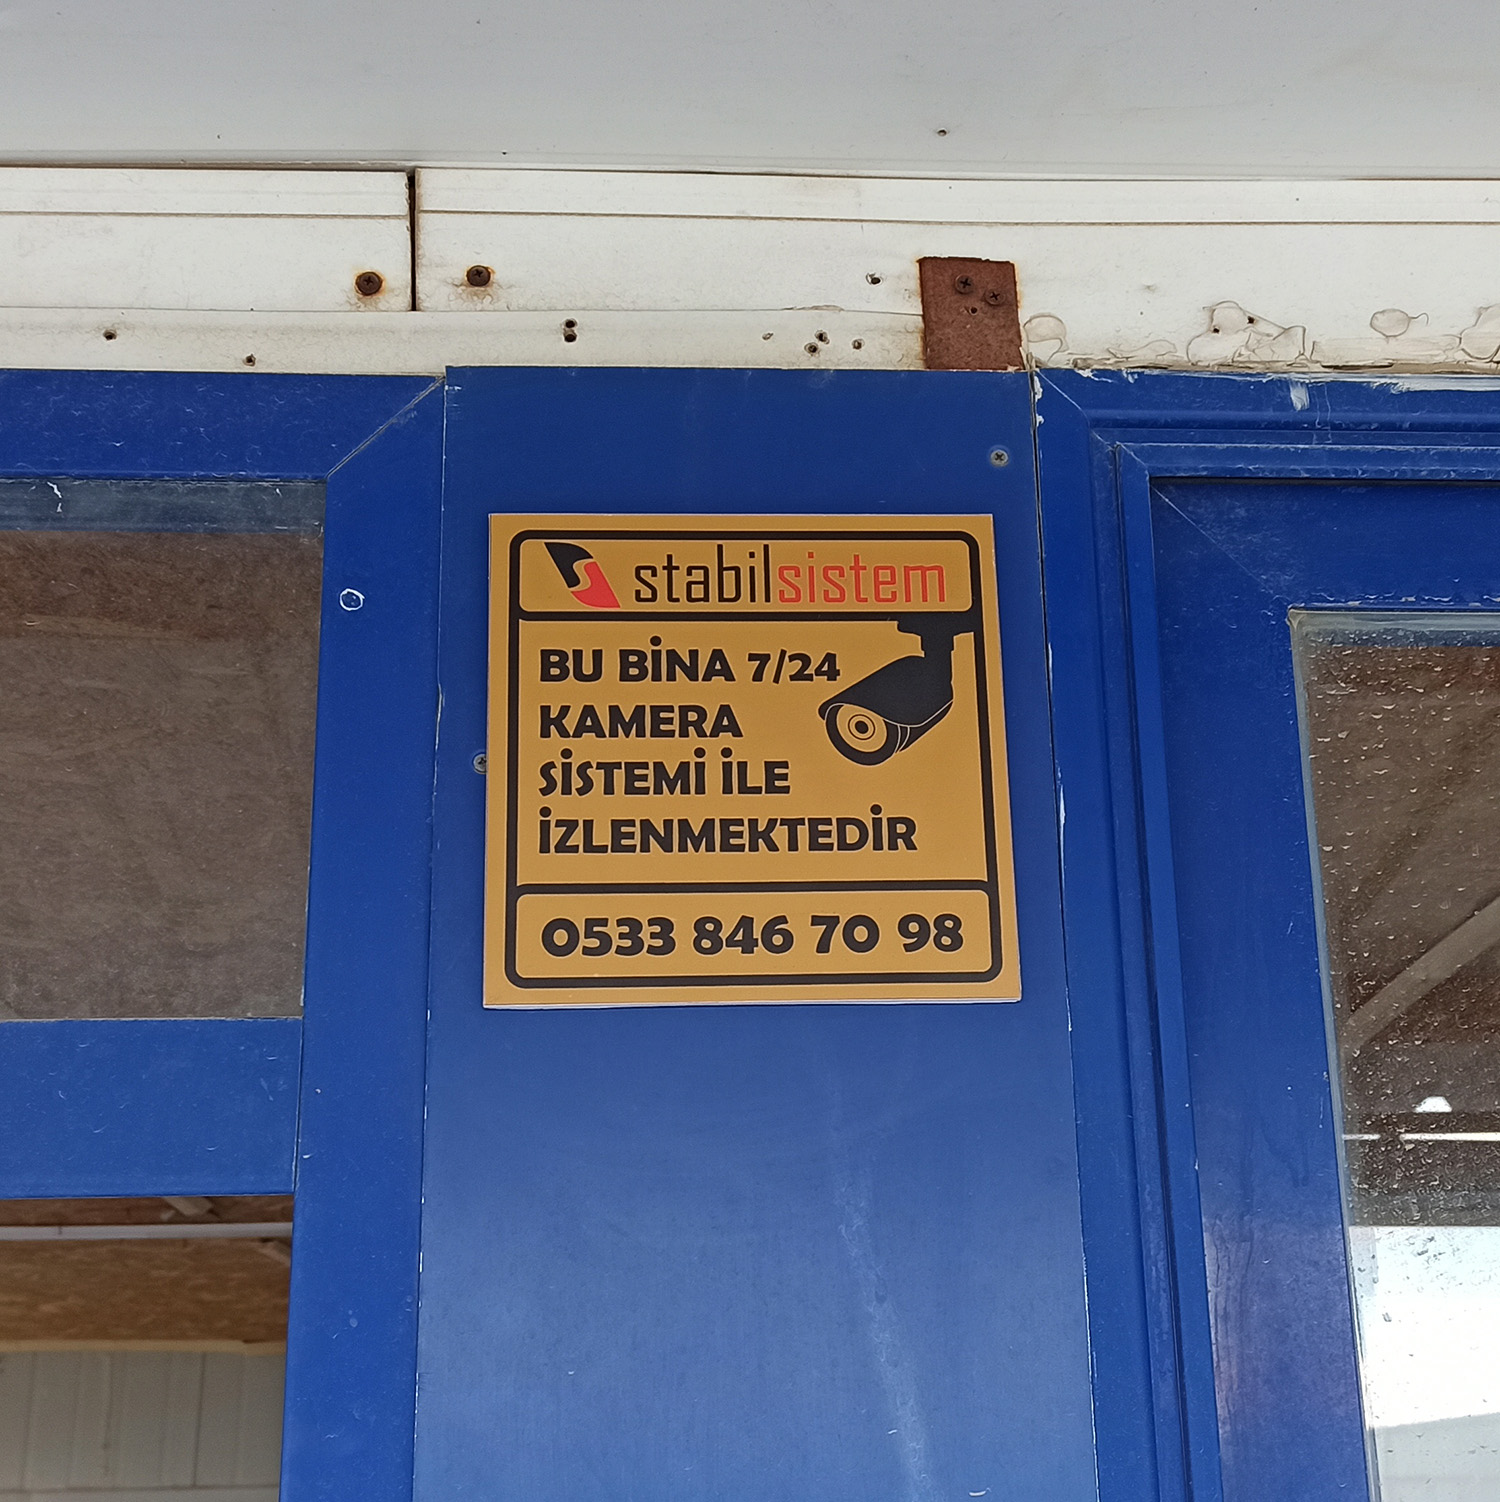 stabilsistem
BU BİNA 7/24
KAMERA
SİSTEMİ İLE
İZLENMEKTEDİR
0533 846 70 98